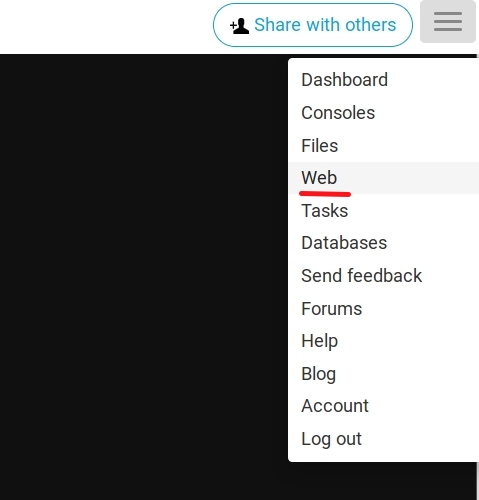 Share with others
Dashboard
Consoles
Files
Web
Tasks
Databases
Send feedback
Forums
Help
Blog
Account
Log out